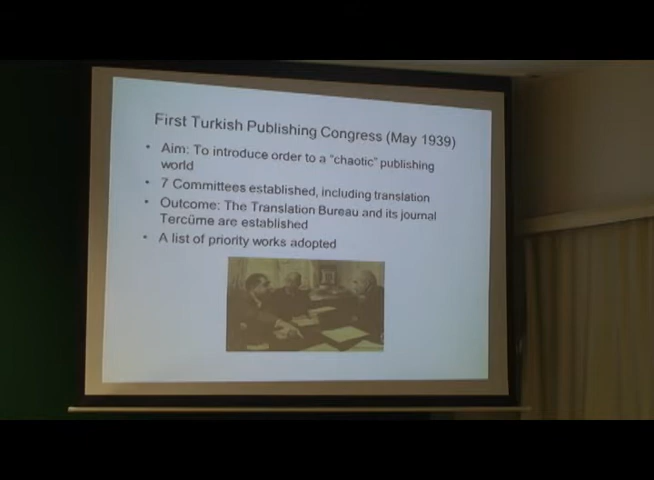 First Turkish Publishing Congress (May 1939)
• Aim: To introduce order to a "chaotic" publishing
world
• 7 Committees established, including translation
• Outcome: The Translation Bureau and its journal
Tercüme are established
• A list of priority works adopted